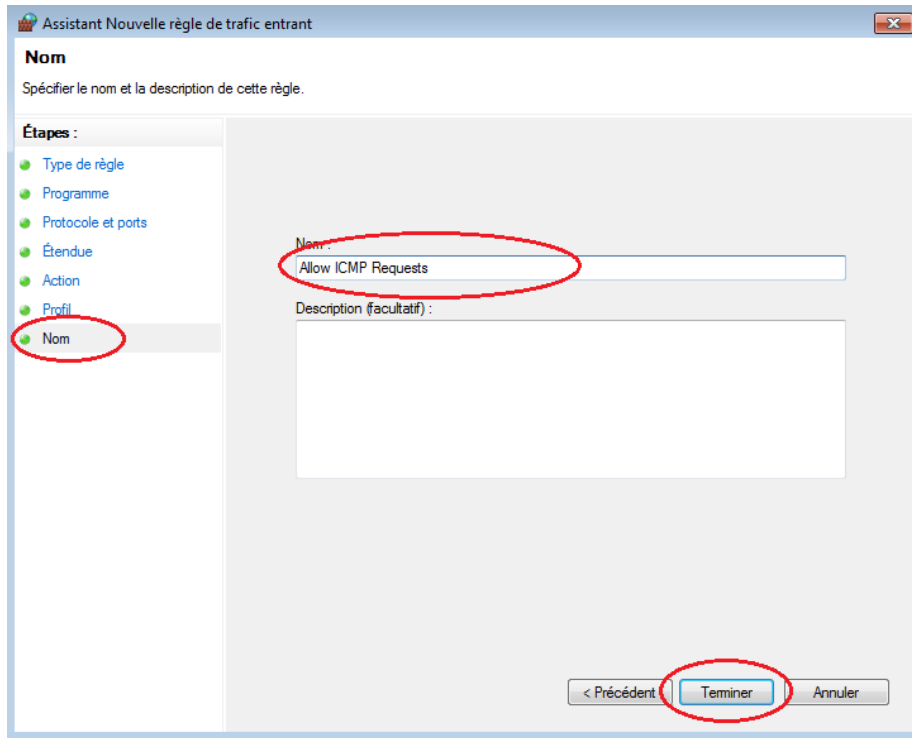 Assistant Nouvelle règle de trafic entrant
Nom
Spécifier le nom et la description de cette règle.
Étapes :
Type de règle
Programme
Protocole et ports
Étendue
Action
Profil
Nom
Nom :
Allow ICMP Requests
Description (facultatif) :
< Précédent
Terminer
Annuler